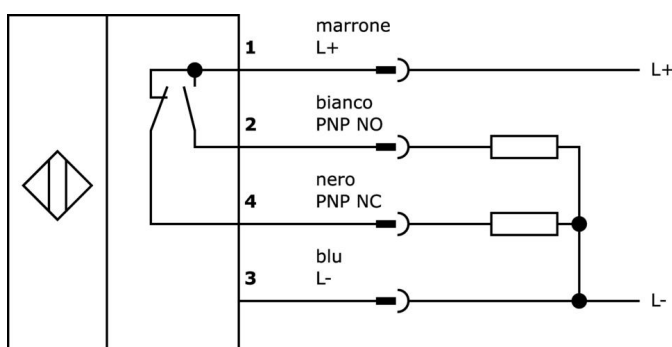 marrone
1 L+ L+
bianco
2 PNP NO
nero
4 PNP NC
blu
3 L- L-